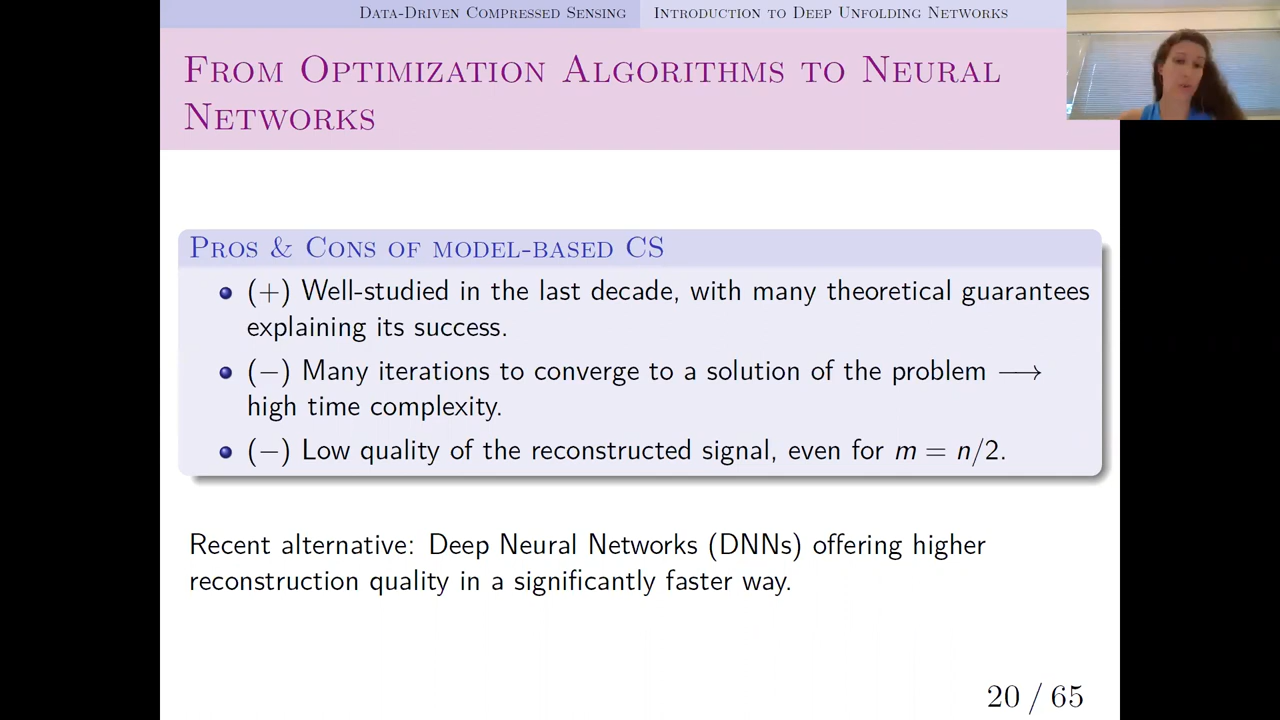 Data-Driven Compressed Sensing Introduction to Deep Unfolding Networks
From Optimization Algorithms to Neural
Networks
Pros & Cons of model-based CS
(+) Well-studied in the last decade, with many theoretical guarantees
explaining its success.
(−) Many iterations to converge to a solution of the problem ⟶
high time complexity.
(−) Low quality of the reconstructed signal, even for m = n/2.
Recent alternative: Deep Neural Networks (DNNs) offering higher
reconstruction quality in a significantly faster way.
20 / 65